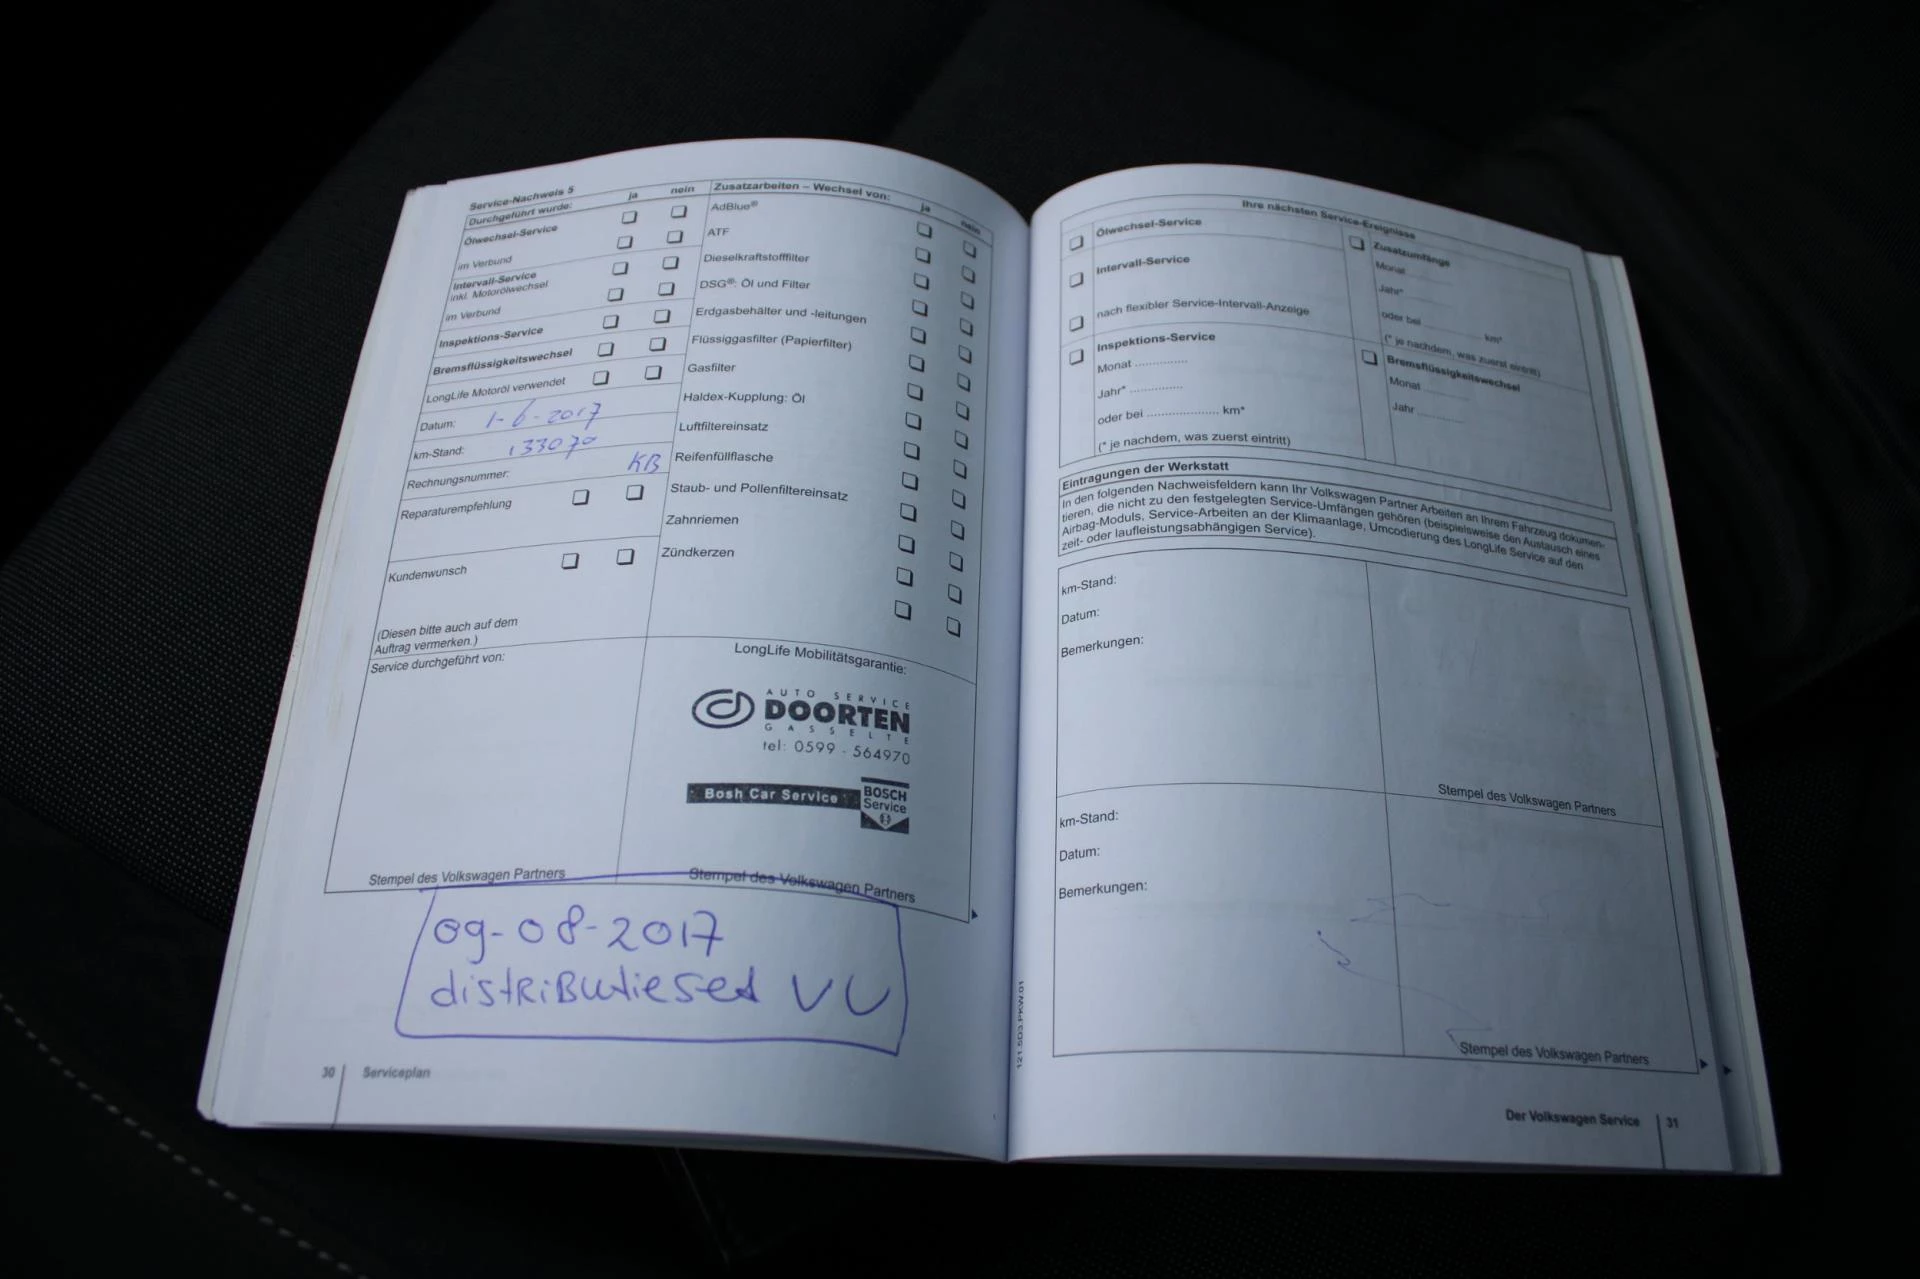 Service-Nachweis 5
Durchgeführt wurde: ja nein
Ölwechsel-Service
im Verbund
Intervall-Service
inkl. Motorölwechsel
im Verbund
Inspektions-Service
Bremsflüssigkeitswechsel
LongLife Motoröl verwendet
Datum: 1-6-2017
km-Stand: 133070
Rechnungsnummer: KB
Reparaturempfehlung
Kundenwunsch
(Diesen bitte auch auf dem
Auftrag vermerken.)
Service durchgeführt von:
Stempel des Volkswagen Partners
Zusatzarbeiten – Wechsel von: ja nein
AdBlue®
ATF
Dieselkraftstofffilter
DSG®: Öl und Filter
Erdgasbehälter und -leitungen
Flüssiggasfilter (Papierfilter)
Gasfilter
Haldex-Kupplung: Öl
Luftfiltereinsatz
Reifenfüllflasche
Staub- und Pollenfiltereinsatz
Zahnriemen
Zündkerzen
LongLife Mobilitätsgarantie:
AUTO SERVICE
DOORTEN
GASSELTE
tel: 0599 - 564970
Bosh Car Service
BOSCH
Service
Stempel des Volkswagen Partners
09-08-2017
distributieset VV
30 Serviceplan
121.5D3.PKW.01
Ihre nächsten Service-Ereignisse
Ölwechsel-Service
Intervall-Service
nach flexibler Service-Intervall-Anzeige
Inspektions-Service
Monat ..............
Jahr* ..............
oder bei ................... km*
(* je nachdem, was zuerst eintritt)
Zusatzumfänge
Monat ..............
Jahr* ..............
oder bei ................... km*
(* je nachdem, was zuerst eintritt)
Bremsflüssigkeitswechsel
Monat ..............
Jahr ..............
Eintragungen der Werkstatt
In den folgenden Nachweisfeldern kann Ihr Volkswagen Partner Arbeiten an Ihrem Fahrzeug dokumen-
tieren, die nicht zu den festgelegten Service-Umfängen gehören (beispielsweise den Austausch eines
Airbag-Moduls, Service-Arbeiten an der Klimaanlage, Umcodierung des LongLife Service auf den
zeit- oder laufleistungsabhängigen Service).
km-Stand:
Datum:
Bemerkungen:
Stempel des Volkswagen Partners
km-Stand:
Datum:
Bemerkungen:
Stempel des Volkswagen Partners
Der Volkswagen Service 31